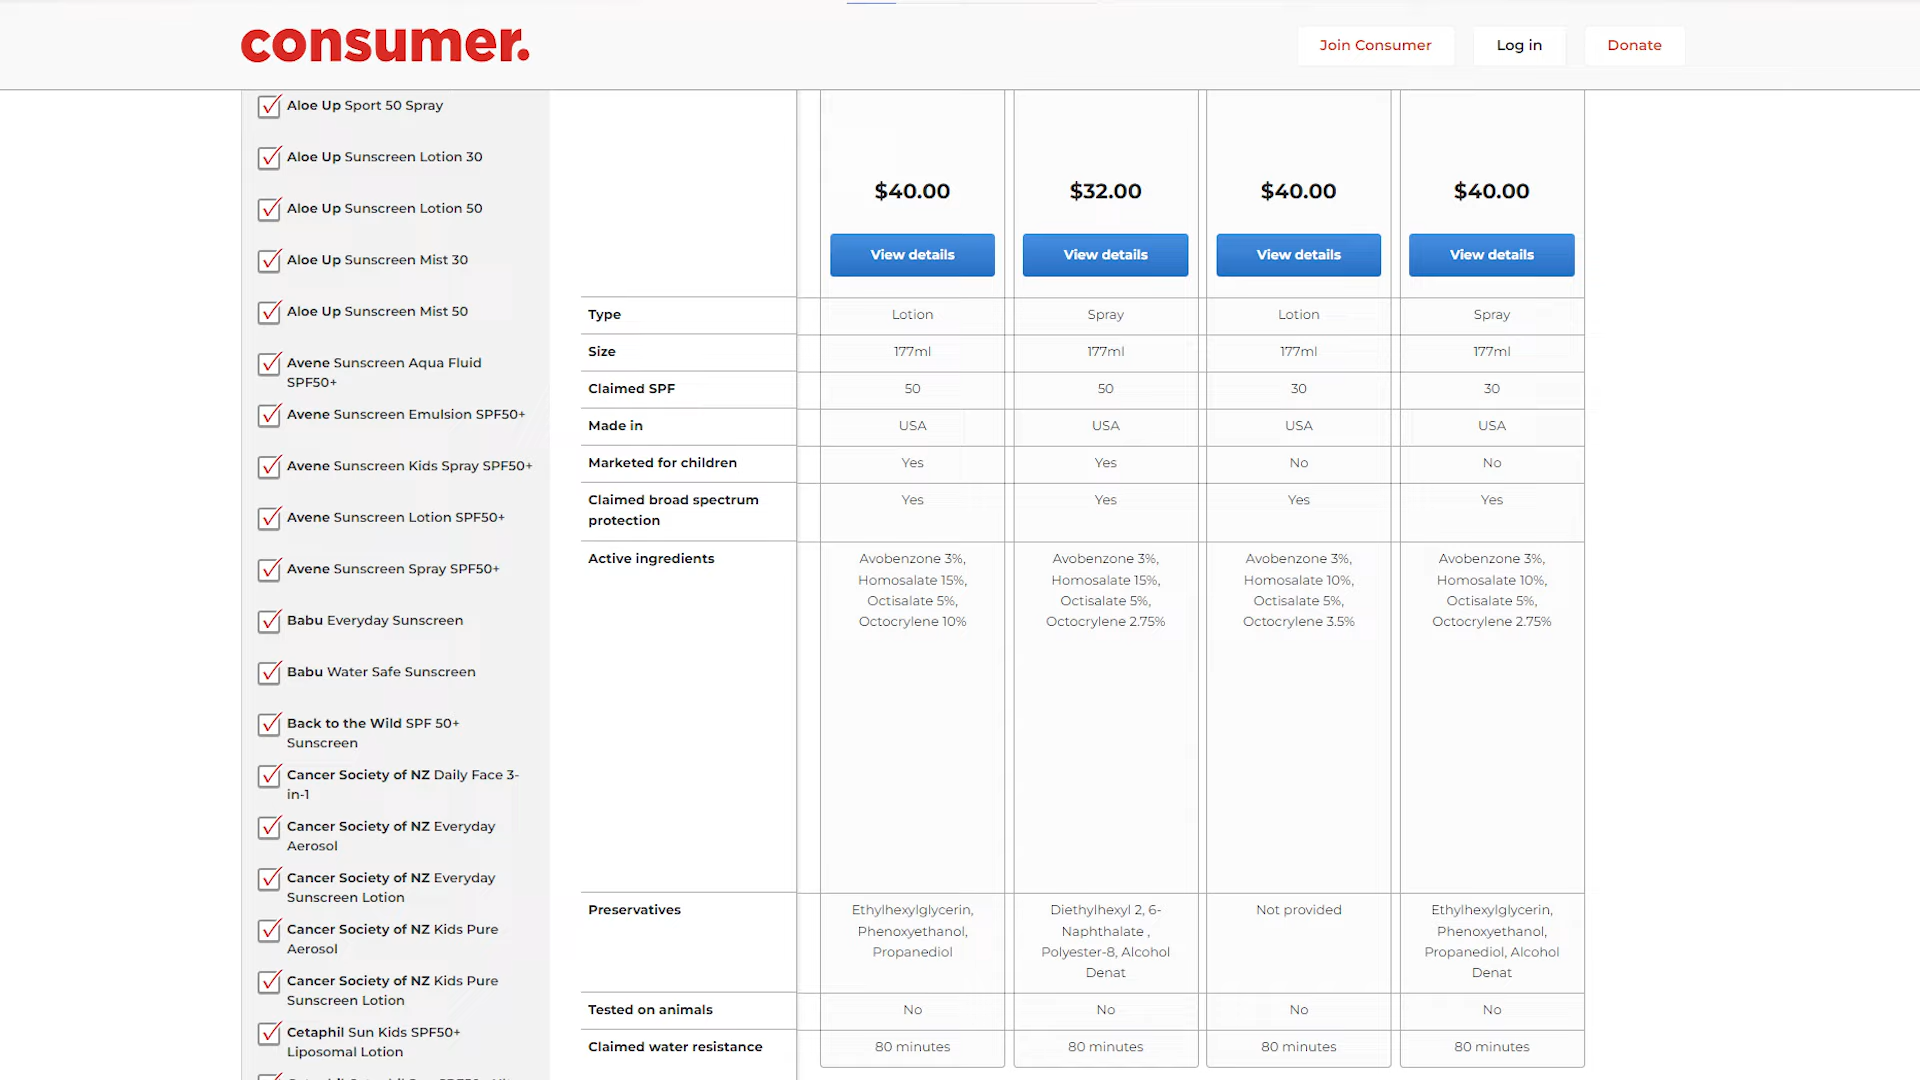 consumer.
Join Consumer
Log in
Donate
Aloe Up Sport 50 Spray
Aloe Up Sunscreen Lotion 30
Aloe Up Sunscreen Lotion 50
Aloe Up Sunscreen Mist 30
Aloe Up Sunscreen Mist 50
Avene Sunscreen Aqua Fluid
SPF50+
Avene Sunscreen Emulsion SPF50+
Avene Sunscreen Kids Spray SPF50+
Avene Sunscreen Lotion SPF50+
Avene Sunscreen Spray SPF50+
Babu Everyday Sunscreen
Babu Water Safe Sunscreen
Back to the Wild SPF 50+
Sunscreen
Cancer Society of NZ Daily Face 3-
in-1
Cancer Society of NZ Everyday
Aerosol
Cancer Society of NZ Everyday
Sunscreen Lotion
Cancer Society of NZ Kids Pure
Aerosol
Cancer Society of NZ Kids Pure
Sunscreen Lotion
Cetaphil Sun Kids SPF50+
Liposomal Lotion
$40.00 $32.00 $40.00 $40.00
View details View details View details View details
Type Lotion Spray Lotion Spray
Size 177ml 177ml 177ml 177ml
Claimed SPF 50 50 30 30
Made in USA USA USA USA
Marketed for children Yes Yes No No
Claimed broad spectrum Yes Yes Yes Yes
protection
Active ingredients Avobenzone 3%, Avobenzone 3%, Avobenzone 3%, Avobenzone 3%,
Homosalate 15%, Homosalate 15%, Homosalate 10%, Homosalate 10%,
Octisalate 5%, Octisalate 5%, Octisalate 5%, Octisalate 5%,
Octocrylene 10% Octocrylene 2.75% Octocrylene 3.5% Octocrylene 2.75%
Preservatives Ethylhexylglycerin, Diethylhexyl 2, 6- Not provided Ethylhexylglycerin,
Phenoxyethanol, Naphthalate , Phenoxyethanol,
Propanediol Polyester-8, Alcohol Propanediol, Alcohol
Denat Denat
Tested on animals No No No No
Claimed water resistance 80 minutes 80 minutes 80 minutes 80 minutes